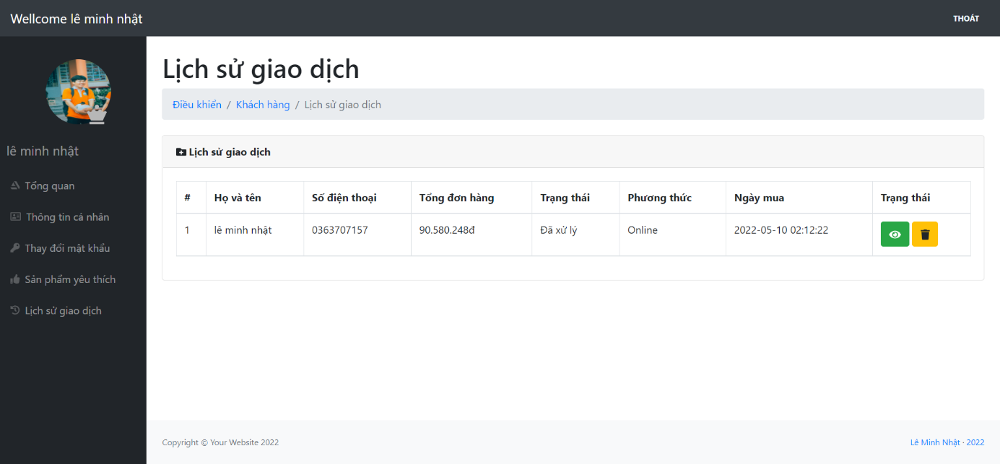 Wellcome lê minh nhật
THOÁT
lê minh nhật
Tổng quan
Thông tin cá nhân
Thay đổi mật khẩu
Sản phẩm yêu thích
Lịch sử giao dịch
Lịch sử giao dịch
Điều khiển / Khách hàng / Lịch sử giao dịch
Lịch sử giao dịch
# Họ và tên Số điện thoại Tổng đơn hàng Trạng thái Phương thức Ngày mua Trạng thái
1 lê minh nhật 0363707157 90.580.248đ Đã xử lý Online 2022-05-10 02:12:22
Copyright © Your Website 2022
Lê Minh Nhật · 2022